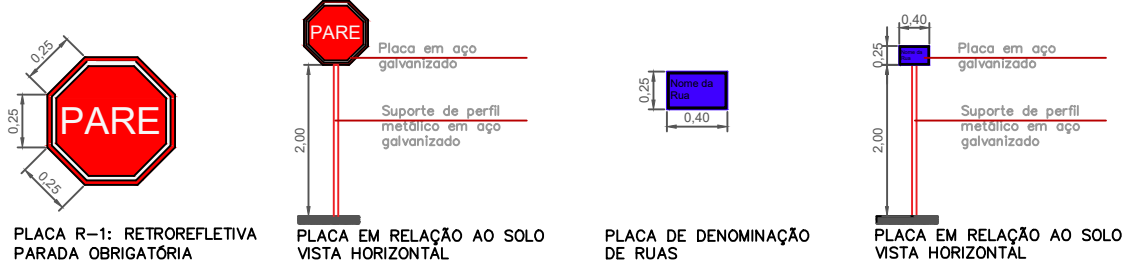 0,25
0,25
0,25
PARE
PLACA R-1: RETROREFLETIVA
PARADA OBRIGATÓRIA
PARE
Placa em aço
galvanizado
Suporte de perfil
metálico em aço
galvanizado
2,00
PLACA EM RELAÇÃO AO SOLO
VISTA HORIZONTAL
0,25
Nome da
Rua
0,40
PLACA DE DENOMINAÇÃO
DE RUAS
0,40
0,25
Nome da
Rua
Placa em aço
galvanizado
Suporte de perfil
metálico em aço
galvanizado
2,00
PLACA EM RELAÇÃO AO SOLO
VISTA HORIZONTAL